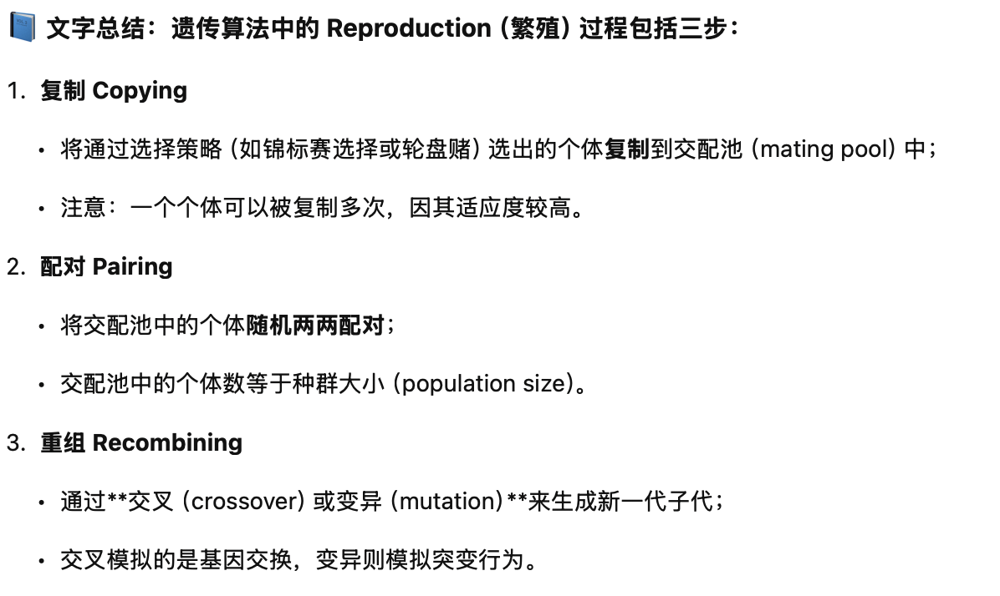 📘 文字总结：遗传算法中的 Reproduction（繁殖）过程包括三步：
1. 复制 Copying
• 将通过选择策略（如锦标赛选择或轮盘赌）选出的个体复制到交配池（mating pool）中；
• 注意：一个个体可以被复制多次，因其适应度较高。
2. 配对 Pairing
• 将交配池中的个体随机两两配对；
• 交配池中的个体数等于种群大小（population size）。
3. 重组 Recombining
• 通过**交叉（crossover）或变异（mutation）**来生成新一代子代；
• 交叉模拟的是基因交换，变异则模拟突变行为。